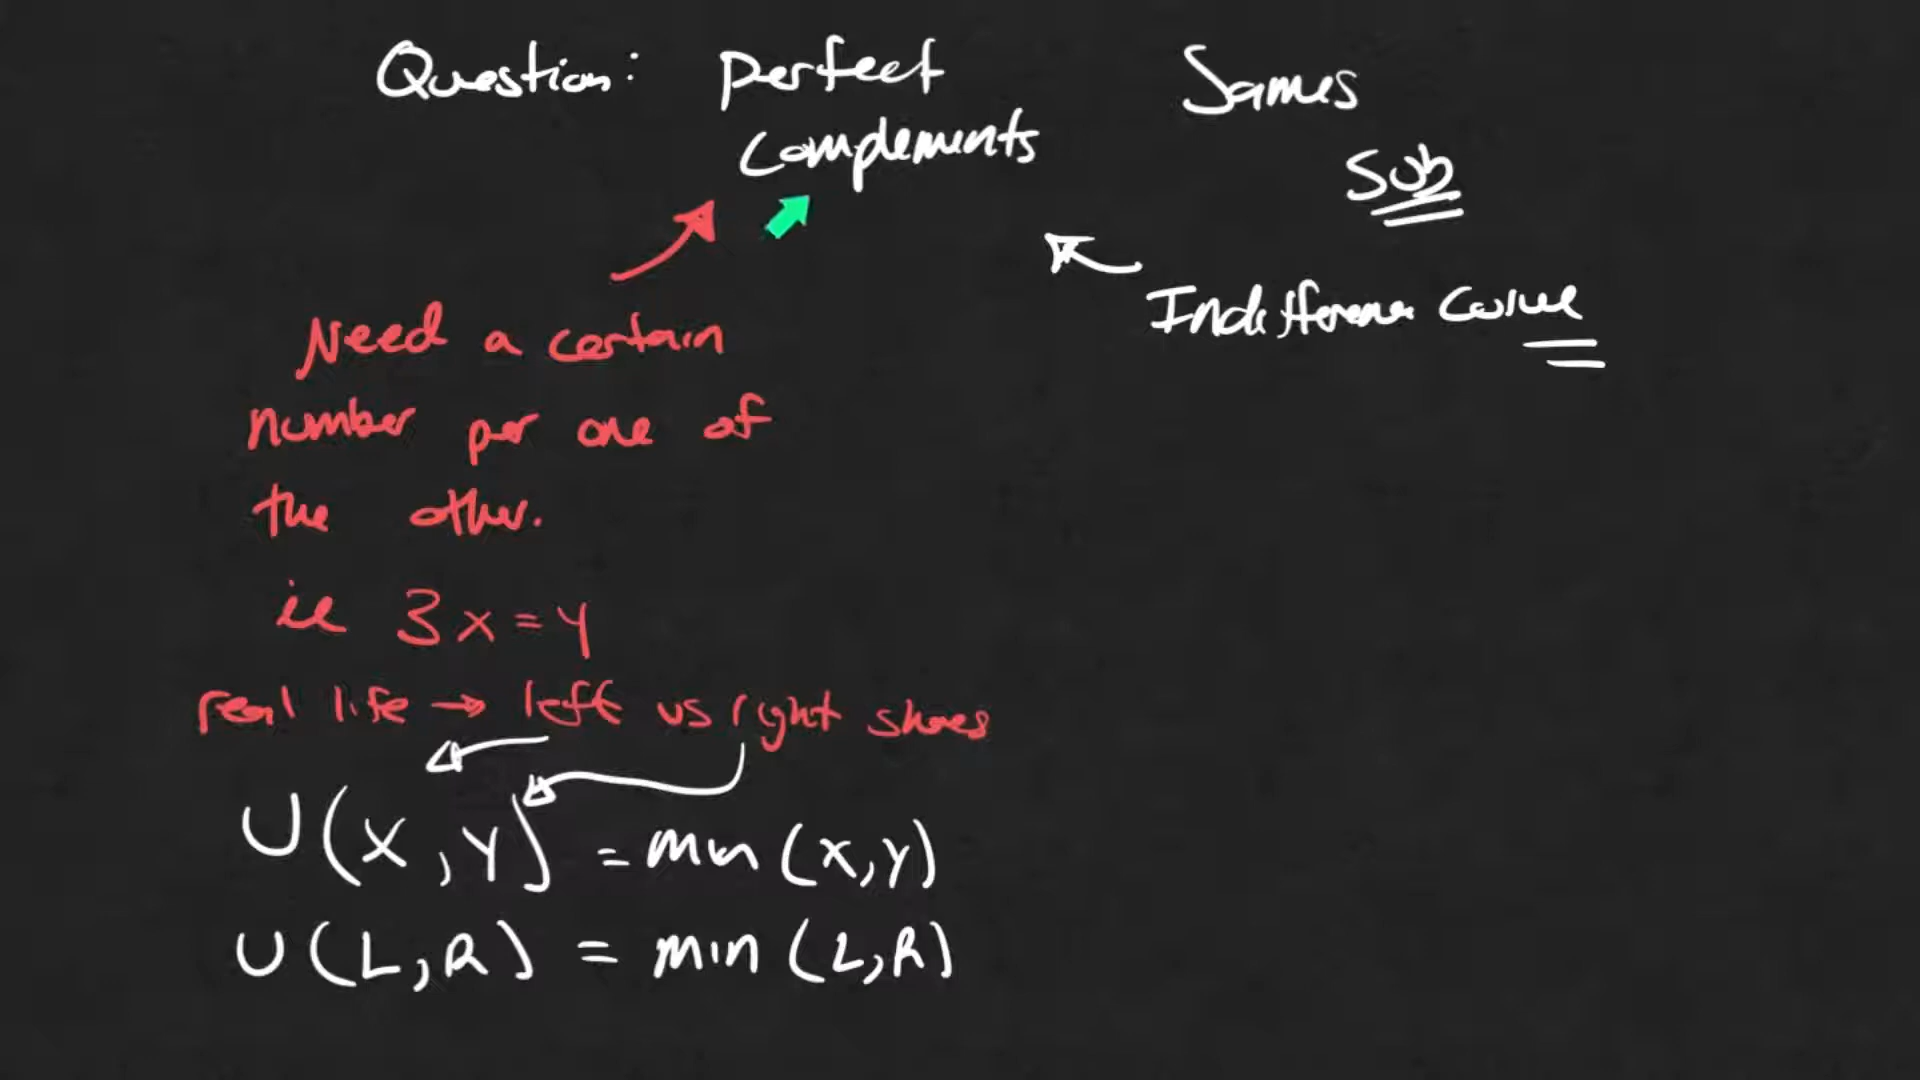 Question: perfect
complements
James
Sub
Indifference curve
Need a certain
number per one of
the other.
ie 3x = y
real life → left vs right shoes
U(x,y) = min (x,y)
U(L,R) = min (L,R)